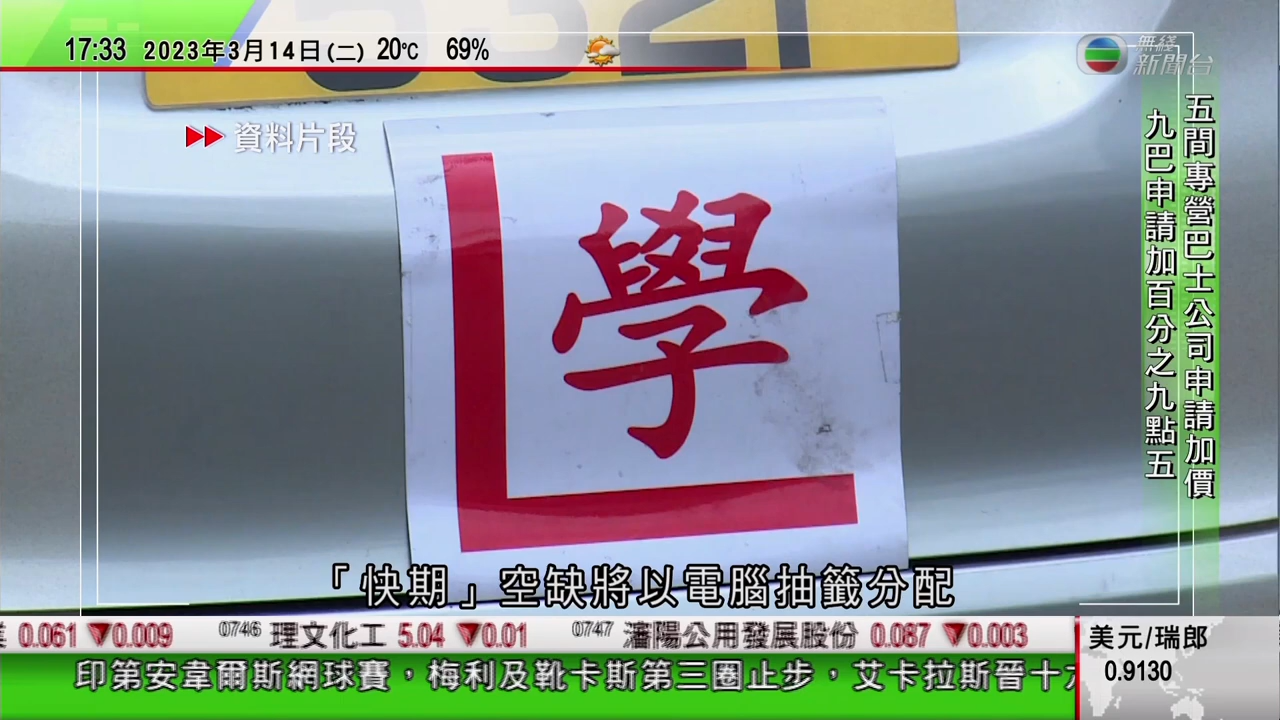 17:33 2023年3月14日(二) 20℃ 69%
無綫
新聞台
資料片段
五間專營巴士公司申請加價
九巴申請加百分之九點五
學
「快期」空缺將以電腦抽籤分配
0.061 ▼0.009 0746 理文化工 5.04 ▼0.01 0747 瀋陽公用發展股份 0.087 ▼0.003
美元/瑞郎
0.9130
印第安韋爾斯網球賽，梅利及靴卡斯第三圈止步，艾卡拉斯晉十